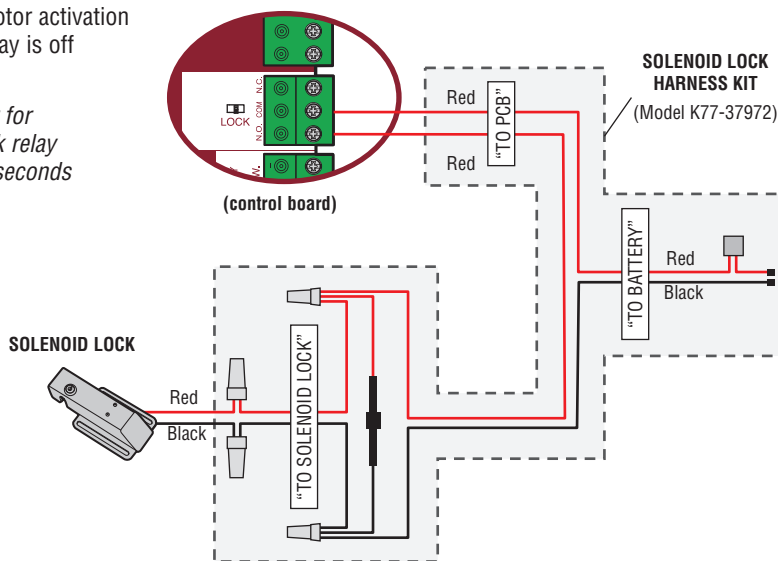 otor activation
ay is off
for
k relay
seconds
N.C.
COM
N.O.
LOCK
(control board)
Red
Red
"TO PCB"
SOLENOID LOCK
HARNESS KIT
(Model K77-37972)
"TO BATTERY"
Red
Black
SOLENOID LOCK
Red
Black
"TO SOLENOID LOCK"